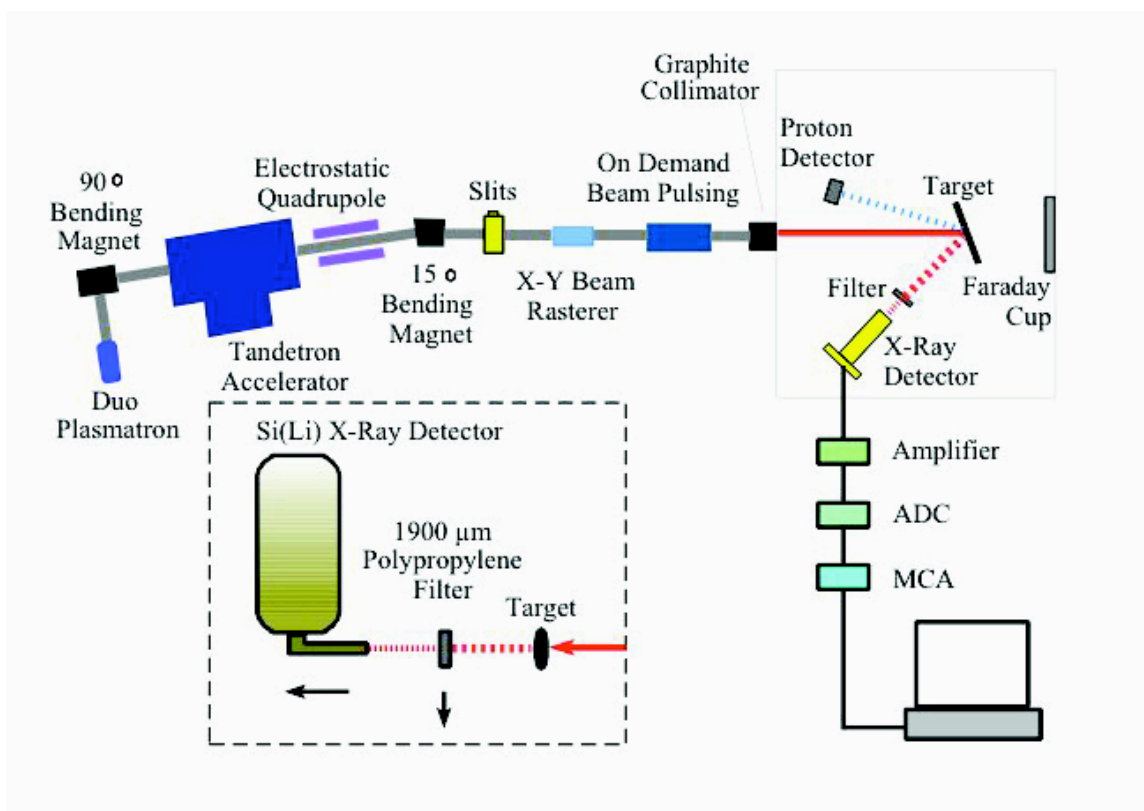 Graphite
Collimator
Proton
Detector
Target
Electrostatic
Quadrupole
Slits
On Demand
Beam Pulsing
90 o
Bending
Magnet
15 o
Bending
Magnet
X-Y Beam
Rasterer
Filter
Faraday
Cup
X-Ray
Detector
Tandetron
Accelerator
Duo
Plasmatron
Si(Li) X-Ray Detector
1900 µm
Polypropylene
Filter
Target
Amplifier
ADC
MCA